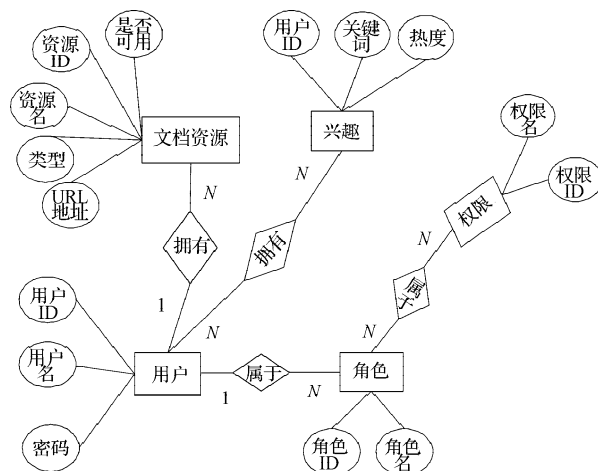 是否
可用
资源
ID
用户
ID
关键
词
热度
资源
名
文档资源
兴趣
权限
名
类型
URL
地址
权限
ID
N
N
权限
拥有
拥有
N
属于
用户
ID
1
N
N
用户
名
用户
属于
角色
1
N
密码
角色
ID
角色
名